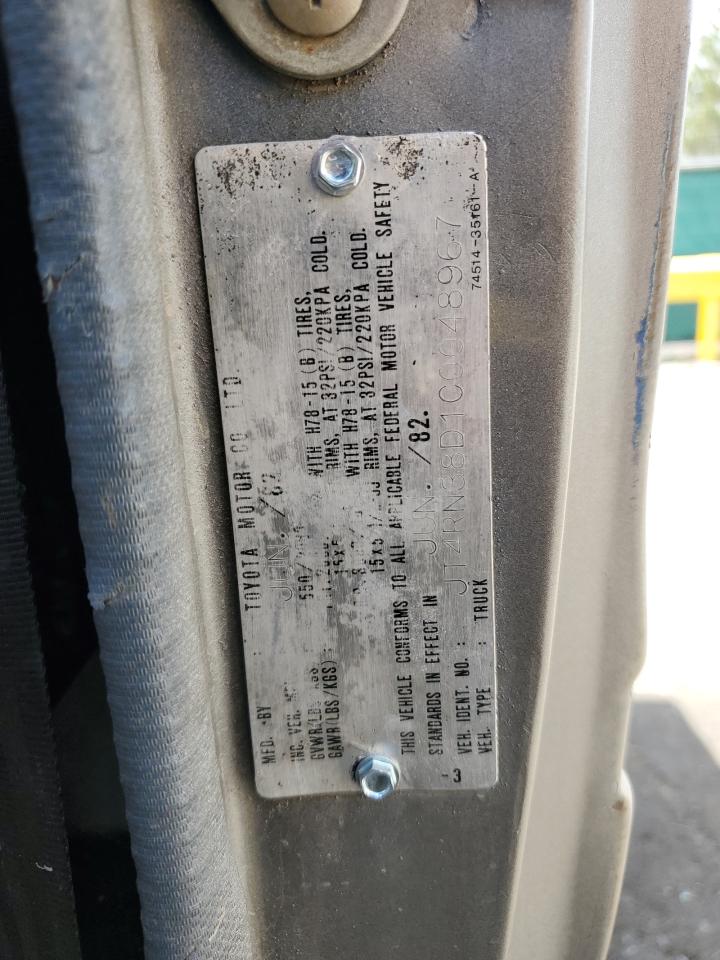 MFD. BY TOYOTA MOTOR CO., LTD.
JUN. /82
GVWR/LBS
WITH H78-15 (B) TIRES,
RIMS, AT 32PSI/220KPA COLD.
GAWR(LBS/KGS)
15X5
WITH H78-15 (B) TIRES,
15X5 RIMS, AT 32PSI/220KPA COLD.
THIS VEHICLE CONFORMS TO ALL APPLICABLE FEDERAL MOTOR VEHICLE SAFETY
STANDARDS IN EFFECT IN JUN. /82.
VEH. IDENT. NO. : JT4RN38D1C0048967
VEH. TYPE : TRUCK
3
74514-35161-A